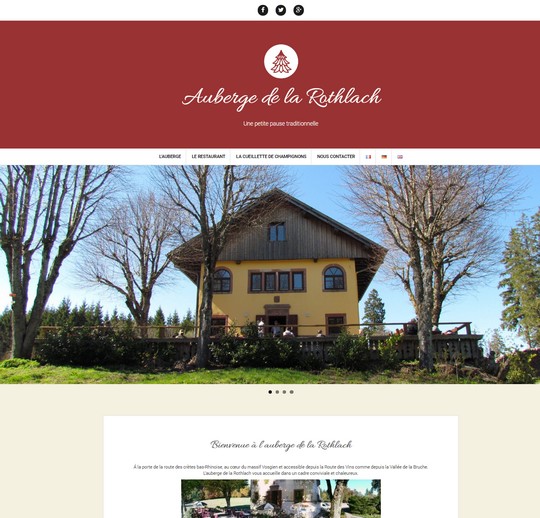 Auberge de la Rothlach
Une petite pause traditionnelle
L'AUBERGE LE RESTAURANT LA CUEILLETTE DE CHAMPIGNONS NOUS CONTACTER
Bienvenue à l'auberge de la Rothlach
À la porte de la route des crêtes bas-Rhinoise, au cœur du massif Vosgien et accessible depuis la Route des Vins comme depuis la Vallée de la Bruche,
L'auberge de la Rothlach vous accueille dans un cadre conviviale et chaleureux.